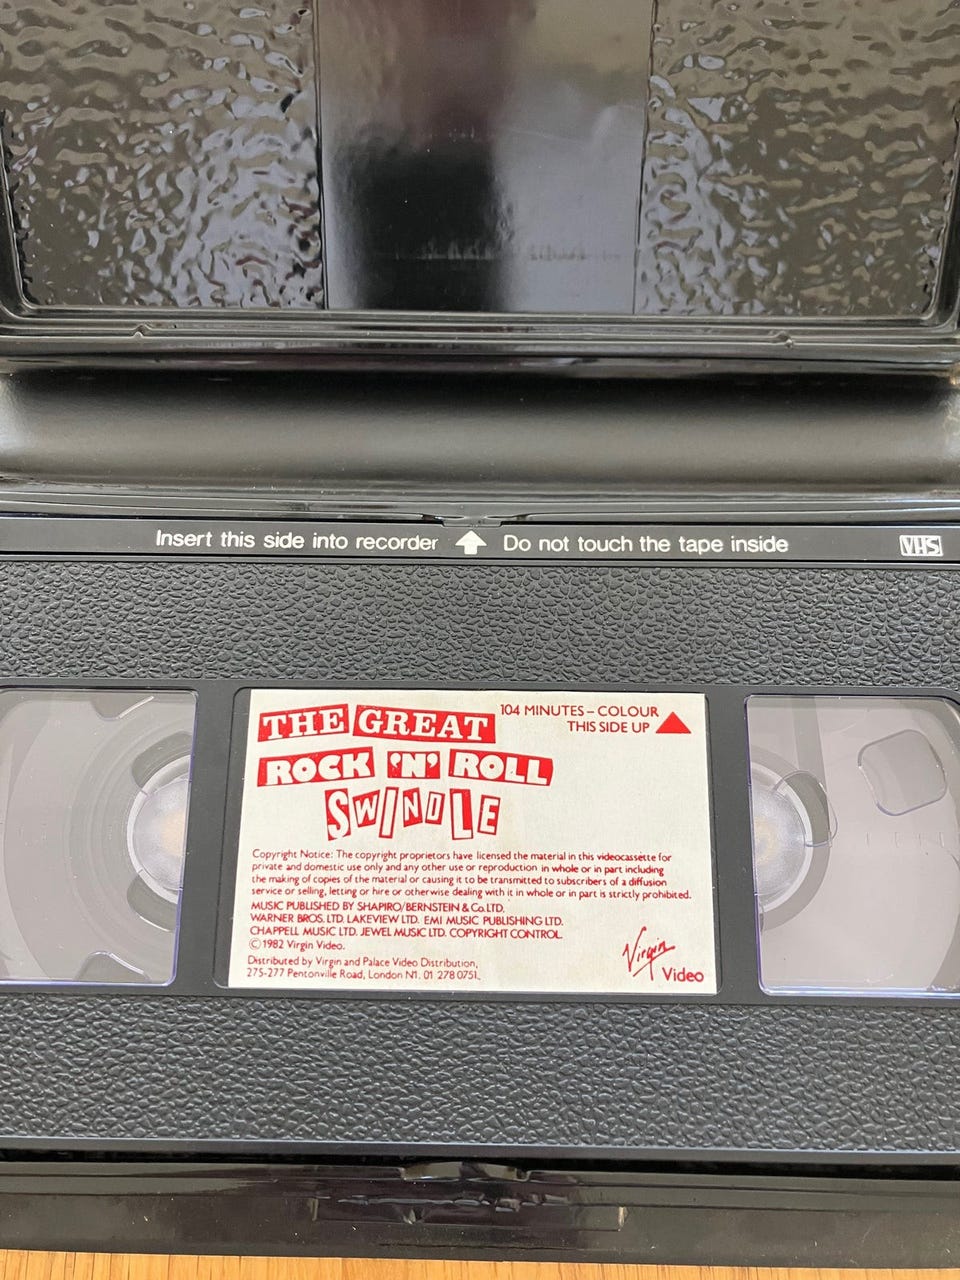 Insert this side into recorder Do not touch the tape inside VHS
THE GREAT
ROCK 'N' ROLL
SWINDLE
104 MINUTES – COLOUR
THIS SIDE UP
Copyright Notice: The copyright proprietors have licensed the material in this videocassette for
private and domestic use only and any other use or reproduction in whole or in part including
the making of copies of the material or causing it to be transmitted to subscribers of a diffusion
service or selling, letting or hire or otherwise dealing with it in whole or in part is strictly prohibited.
MUSIC PUBLISHED BY SHAPIRO/BERNSTEIN & Co. LTD.
WARNER BROS. LTD. LAKEVIEW LTD. EMI MUSIC PUBLISHING LTD.
CHAPPELL MUSIC LTD. JEWEL MUSIC LTD. COPYRIGHT CONTROL.
© 1982 Virgin Video.
Distributed by Virgin and Palace Video Distribution,
275-277 Pentonville Road, London N1. 01 278 0751.
Virgin
Video